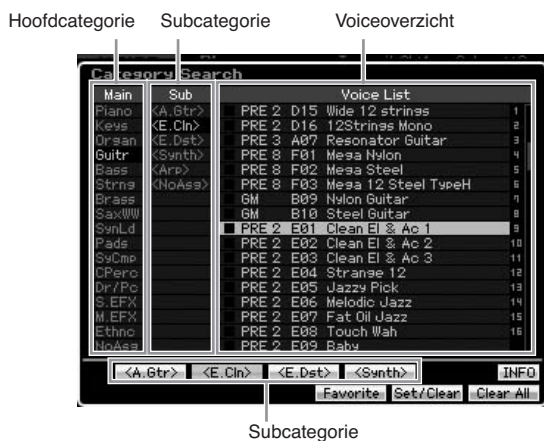 Hoofdcategorie Subcategorie Voiceoverzicht
Category Search
Main Sub Voice List
Piano <A.Gtr> PRE 2 D15 Wide 12 strings 1
Keys <E.Cln> PRE 2 D16 12Strings Mono 2
Organ <E.Dst> PRE 3 A07 Resonator Guitar 3
Guitr <Synth> PRE 8 F01 Mega Nylon 4
Bass <Arp> PRE 8 F02 Mega Steel 5
Strng <NoAsg> PRE 8 F03 Mega 12 Steel TypeH 6
Brass GM B09 Nylon Guitar 7
SaxWW GM B10 Steel Guitar 8
SynLd PRE 2 E01 Clean El & Ac 1 9
Pads PRE 2 E02 Clean El & Ac 2 10
SyCmp PRE 2 E03 Clean El & Ac 3 11
CPerc PRE 2 E04 Strange 12 12
Dr/Pc PRE 2 E05 Jazzy Pick 13
S.EFX PRE 2 E06 Melodic Jazz 14
M.EFX PRE 2 E07 Fat Oil Jazz 15
Ethnc PRE 2 E08 Touch Wah 16
NoAsg PRE 2 E09 Baby
<A.Gtr> <E.Cln> <E.Dst> <Synth> INFO
Favorite Set/Clear Clear All
Subcategorie